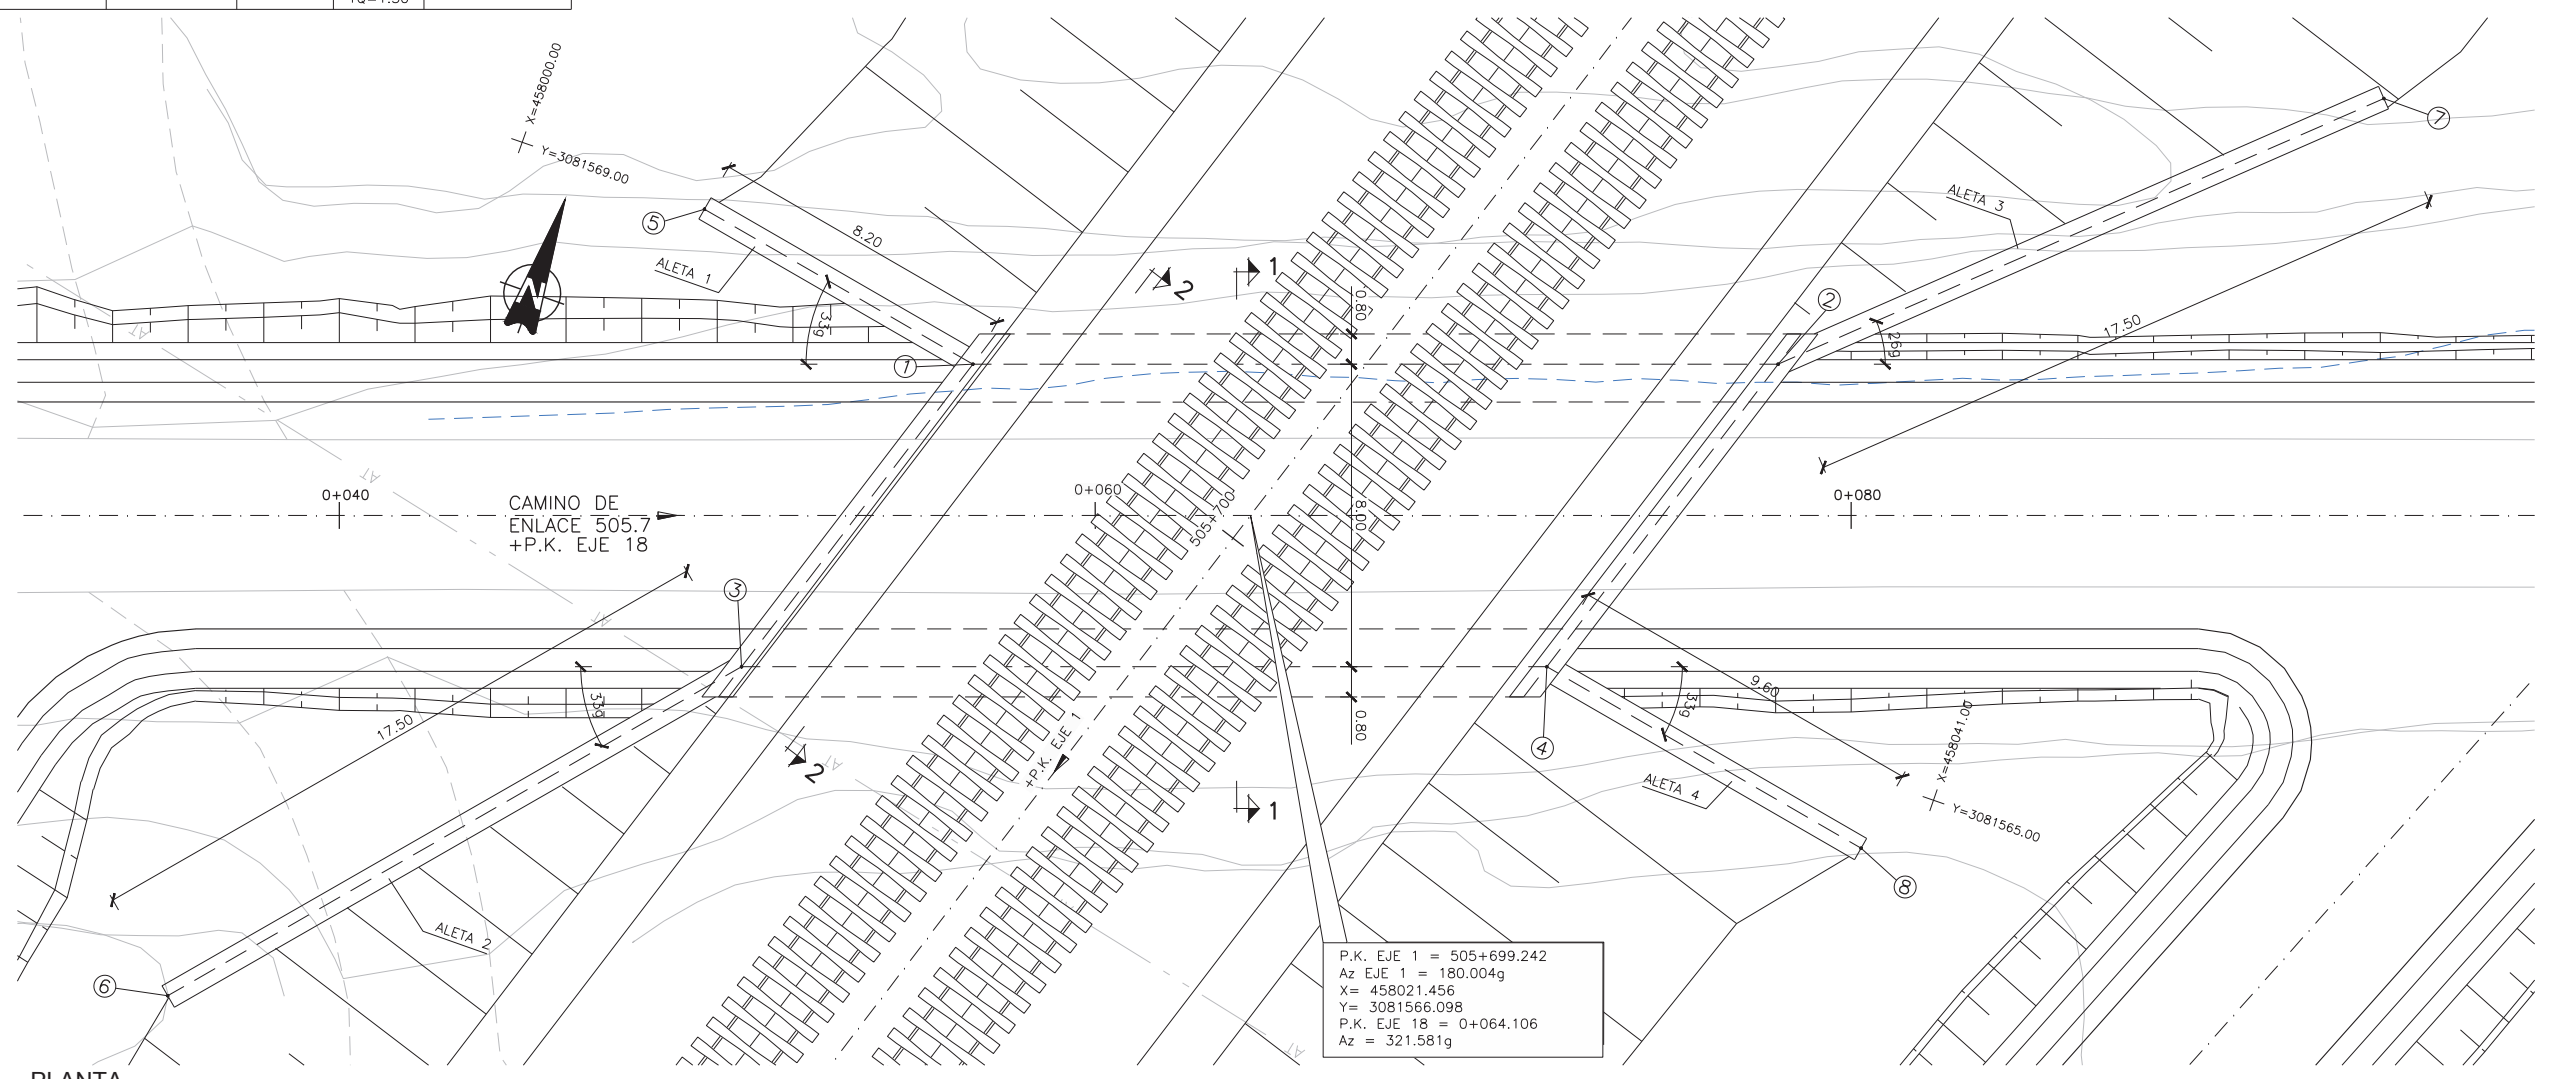 TQ=1.50
X=458000.00
Y=3081569.00
5
8.20
ALETA 1
33g
1
2
1
0.80
2
ALETA 3
7
17.50
26g
0+040
CAMINO DE
ENLACE 505.7
+P.K. EJE 18
0+060
505+700
8.00
0+080
3
33g
17.50
2
+P.K. EJE 1
0.80
1
4
33g
9.60
ALETA 4
X=458041.00
Y=3081565.00
8
ALETA 2
6
P.K. EJE 1 = 505+699.242
Az EJE 1 = 180.004g
X= 458021.456
Y= 3081566.098
P.K. EJE 18 = 0+064.106
Az = 321.581g
PLANTA